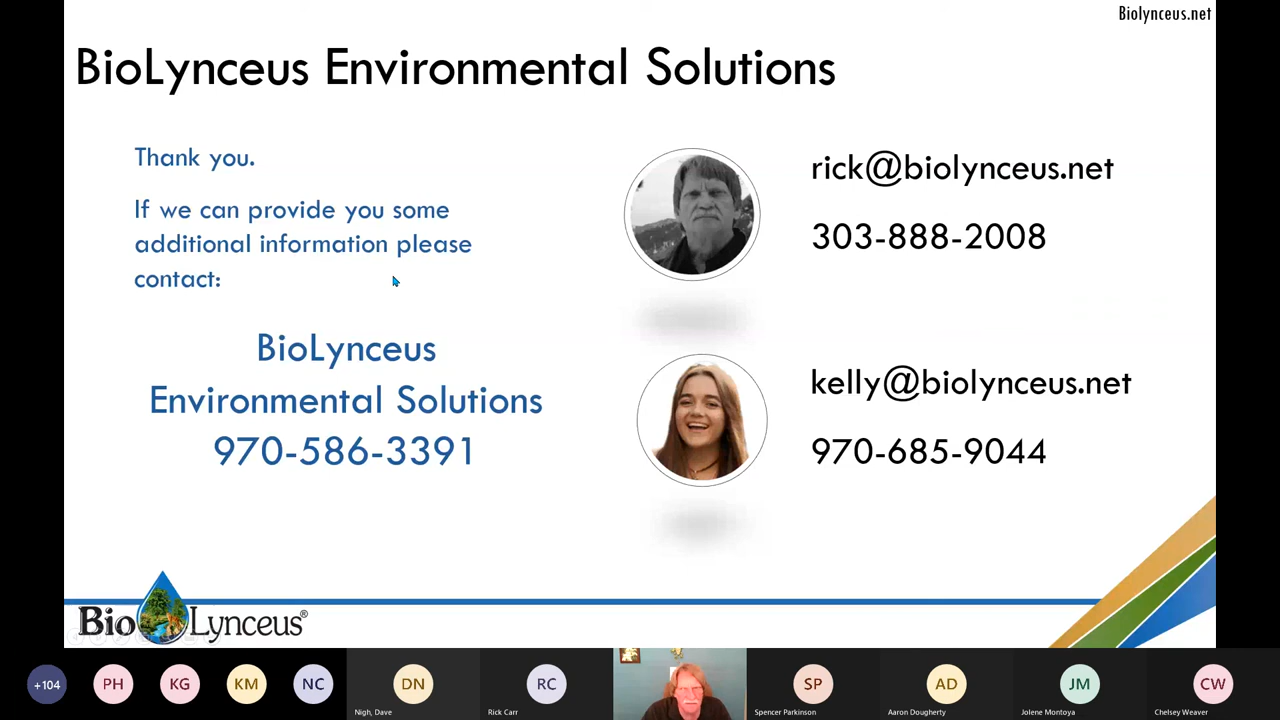 Biolynceus.net
BioLynceus Environmental Solutions
Thank you.
If we can provide you some
additional information please
contact:
BioLynceus
Environmental Solutions
970-586-3391
rick@biolynceus.net
303-888-2008
kelly@biolynceus.net
970-685-9044
BioLynceus®
+104
PH
KG
KM
NC
DN
Nigh, Dave
RC
Rick Carr
SP
Spencer Parkinson
AD
Aaron Dougherty
JM
Jolene Montoya
CW
Chelsey Weaver